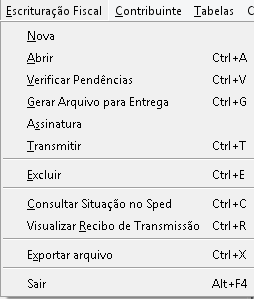 Escrituração Fiscal Contribuinte Tabelas
Nova
Abrir Ctrl+A
Verificar Pendências Ctrl+V
Gerar Arquivo para Entrega Ctrl+G
Assinatura
Transmitir Ctrl+T
Excluir Ctrl+E
Consultar Situação no Sped Ctrl+C
Visualizar Recibo de Transmissão Ctrl+R
Exportar arquivo Ctrl+X
Sair Alt+F4